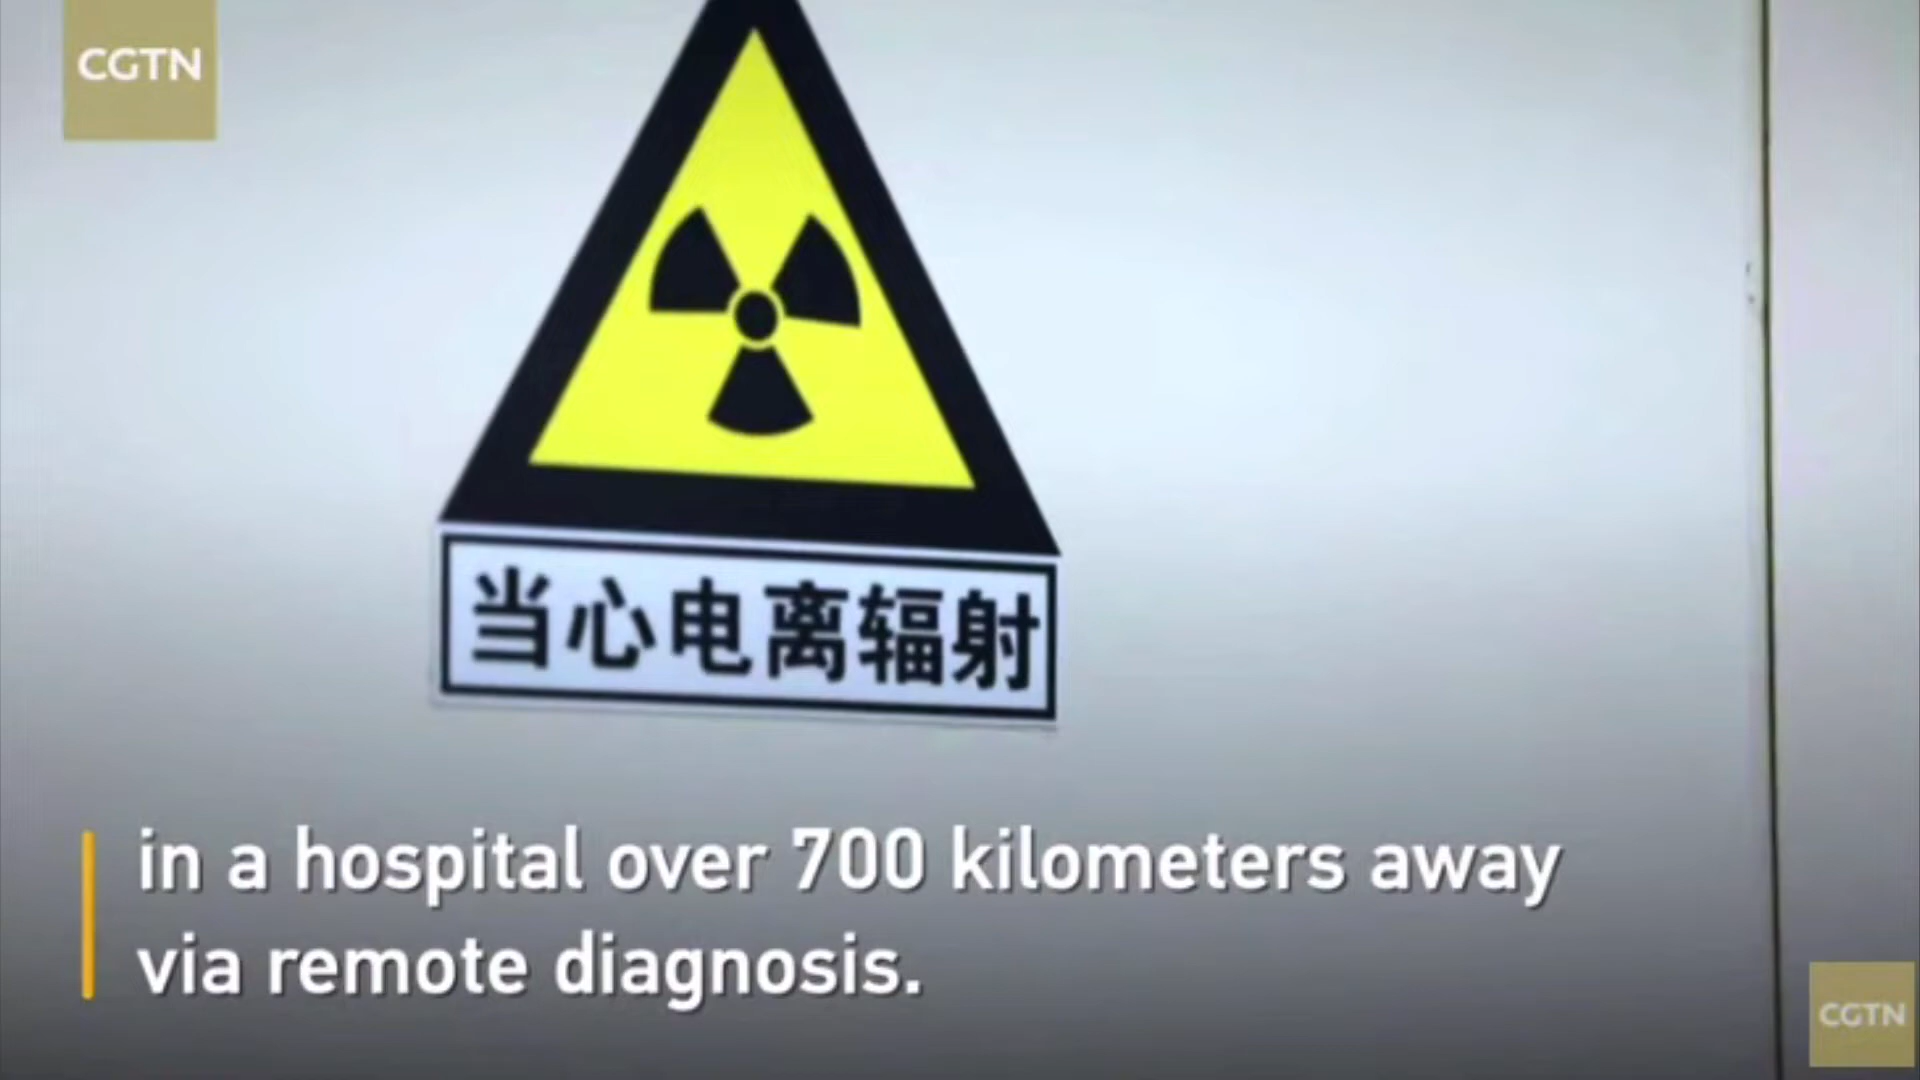 CGTN
当心电离辐射
in a hospital over 700 kilometers away
via remote diagnosis.
CGTN